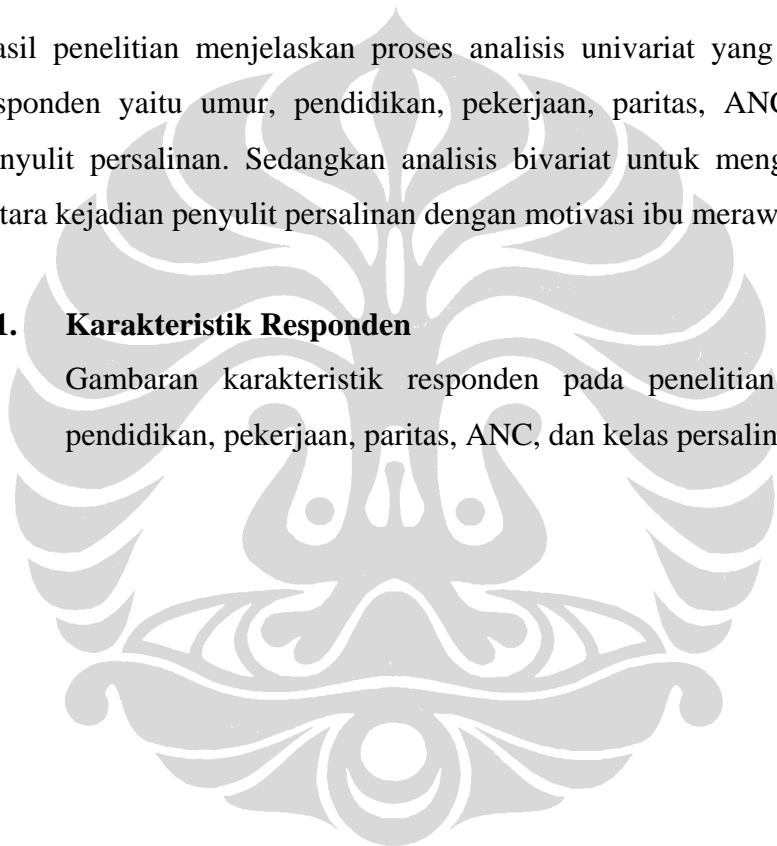 asil penelitian menjelaskan proses analisis univariat yang
sponden yaitu umur, pendidikan, pekerjaan, paritas, ANC
nyulit persalinan. Sedangkan analisis bivariat untuk meng
tara kejadian penyulit persalinan dengan motivasi ibu meraw
1. Karakteristik Responden
Gambaran karakteristik responden pada penelitian
pendidikan, pekerjaan, paritas, ANC, dan kelas persalin